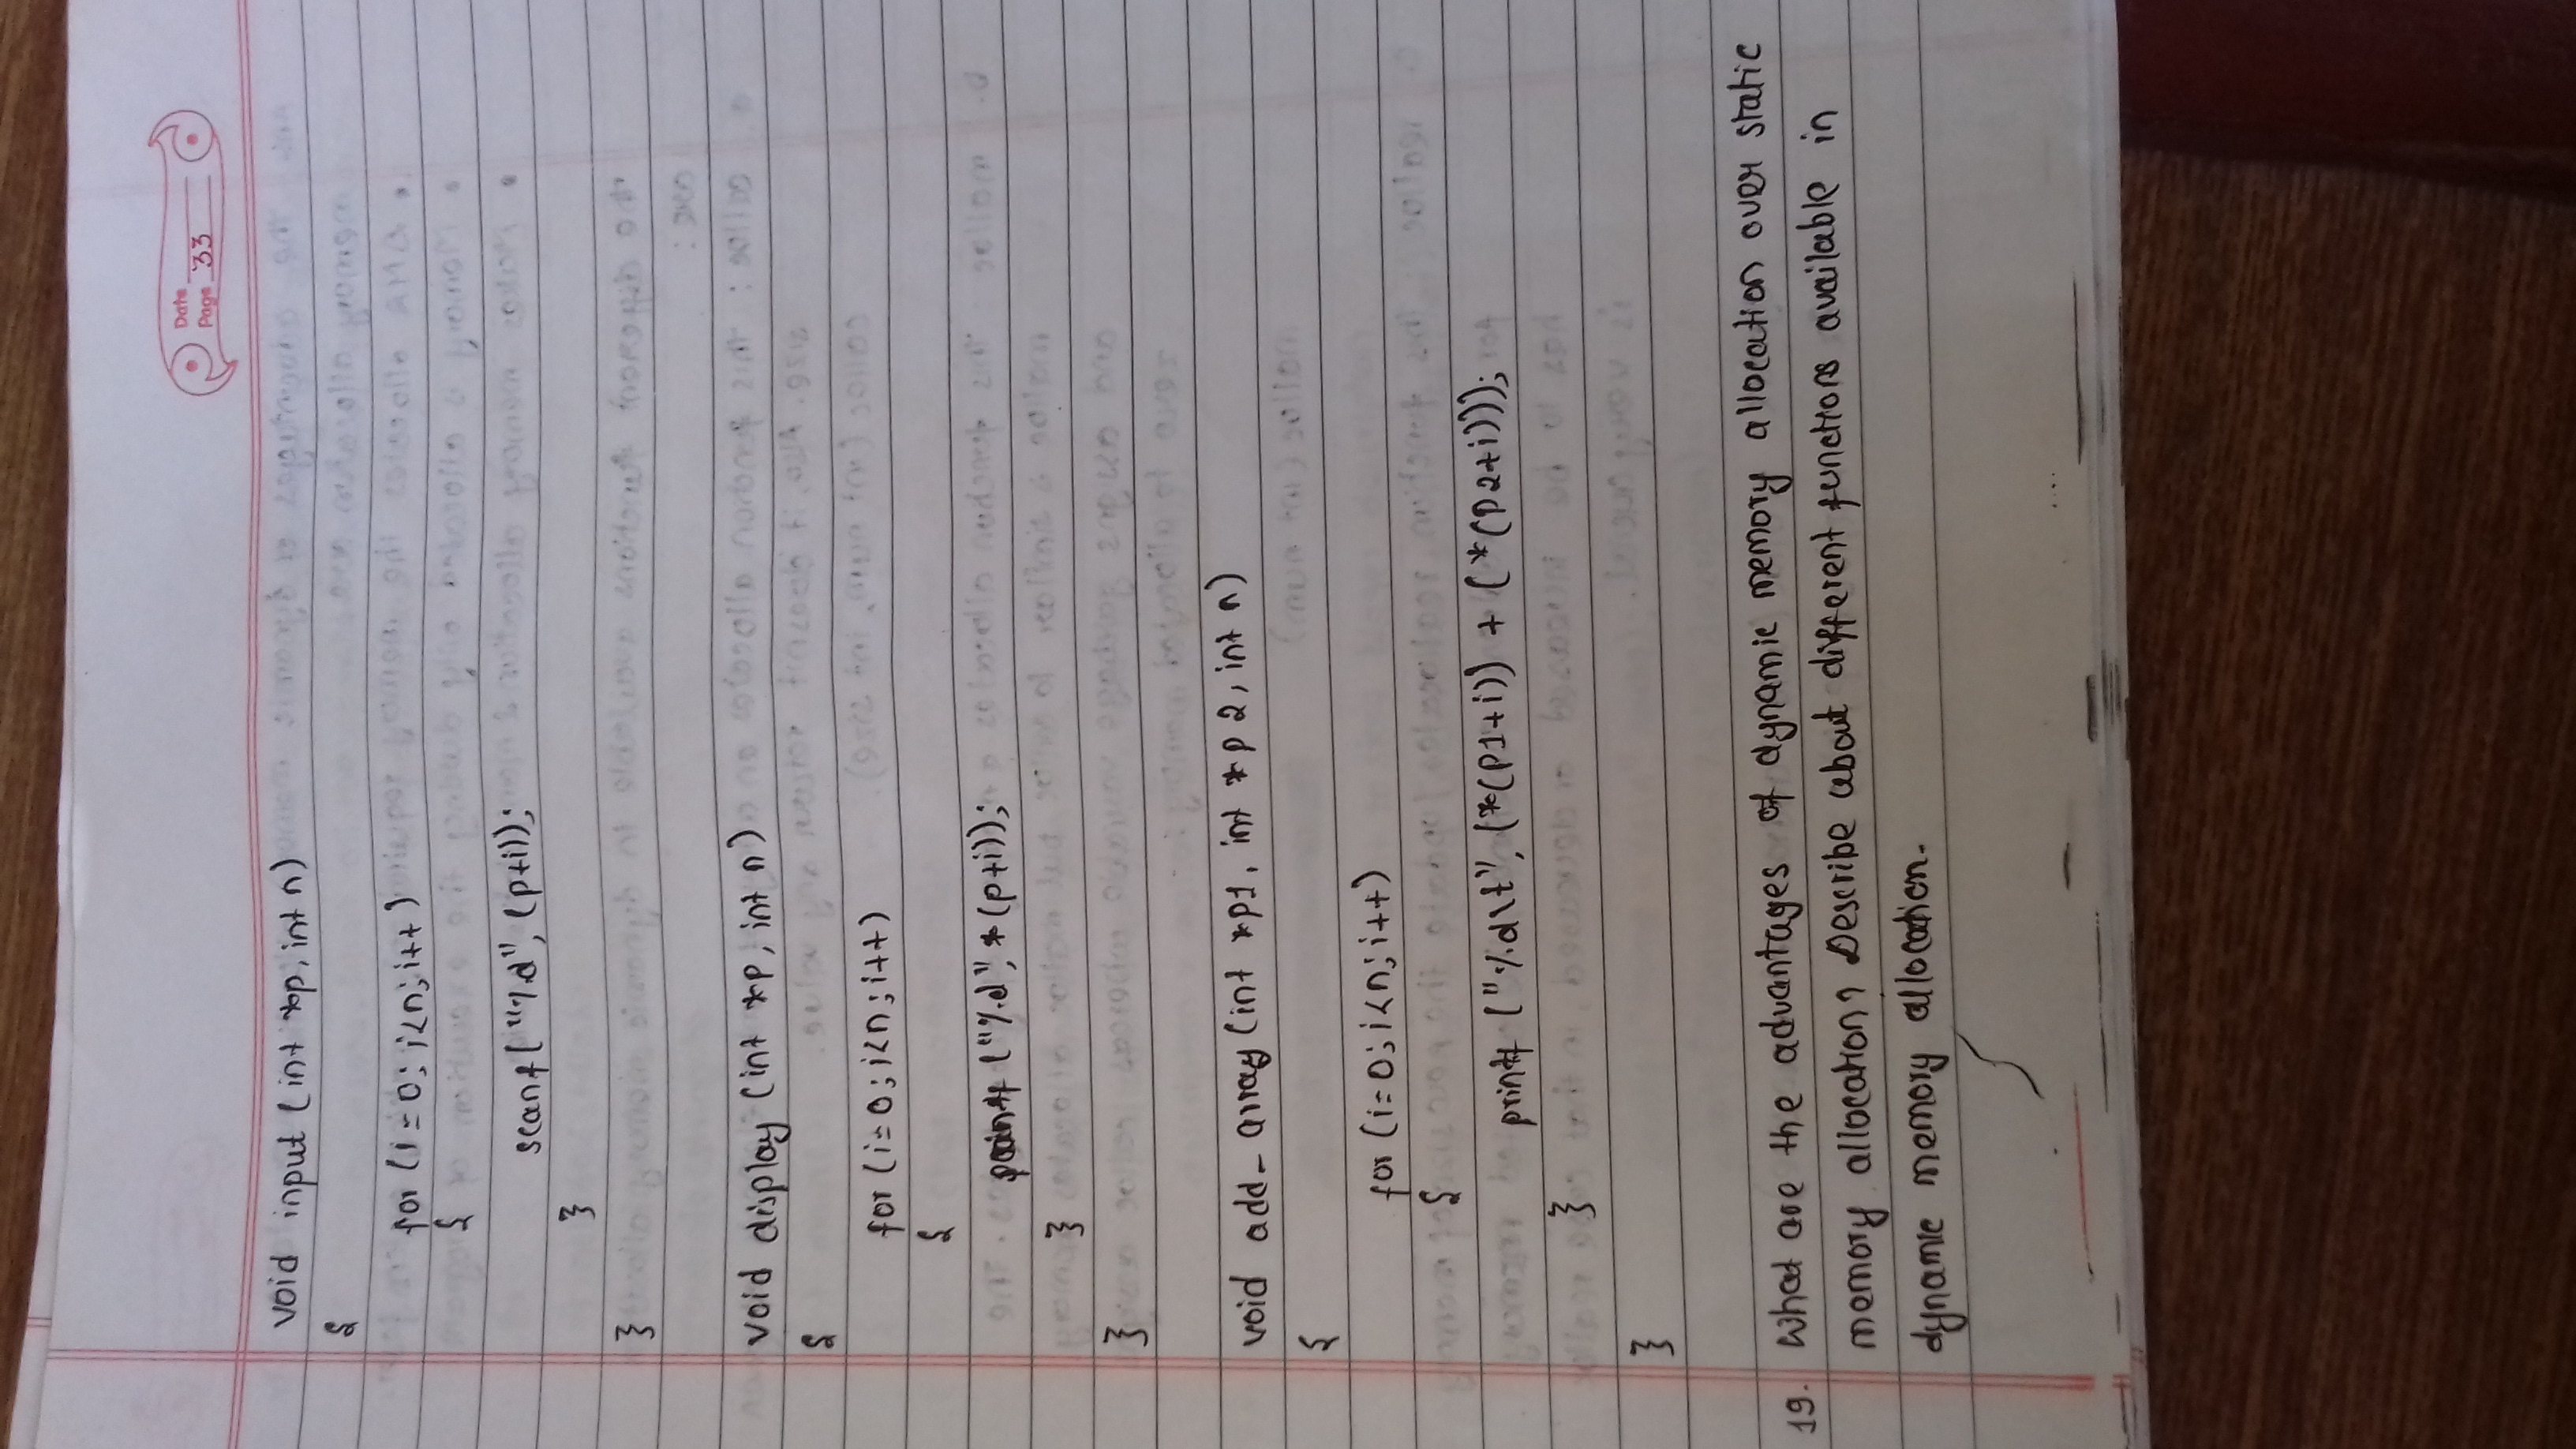 Date
Page 33
void input (int *p, int n)
{
for (i = 0; i<n; i++)
{
scanf("%d", (p+i));
}
}
void display (int *p, int n)
{
for (i=0; i<n; i++)
{
printf ("%d", *(p+i));
}
}
void add_array (int *p1, int *p2, int n)
{
for (i=0; i<n; i++)
{
printf ("%d\t", (*(p1+i)) + (*(p2+i)));
}
}
19. What are the advantages of dynamic memory allocation over static
memory allocation? Describe about different functions available in
dynamic memory allocation.